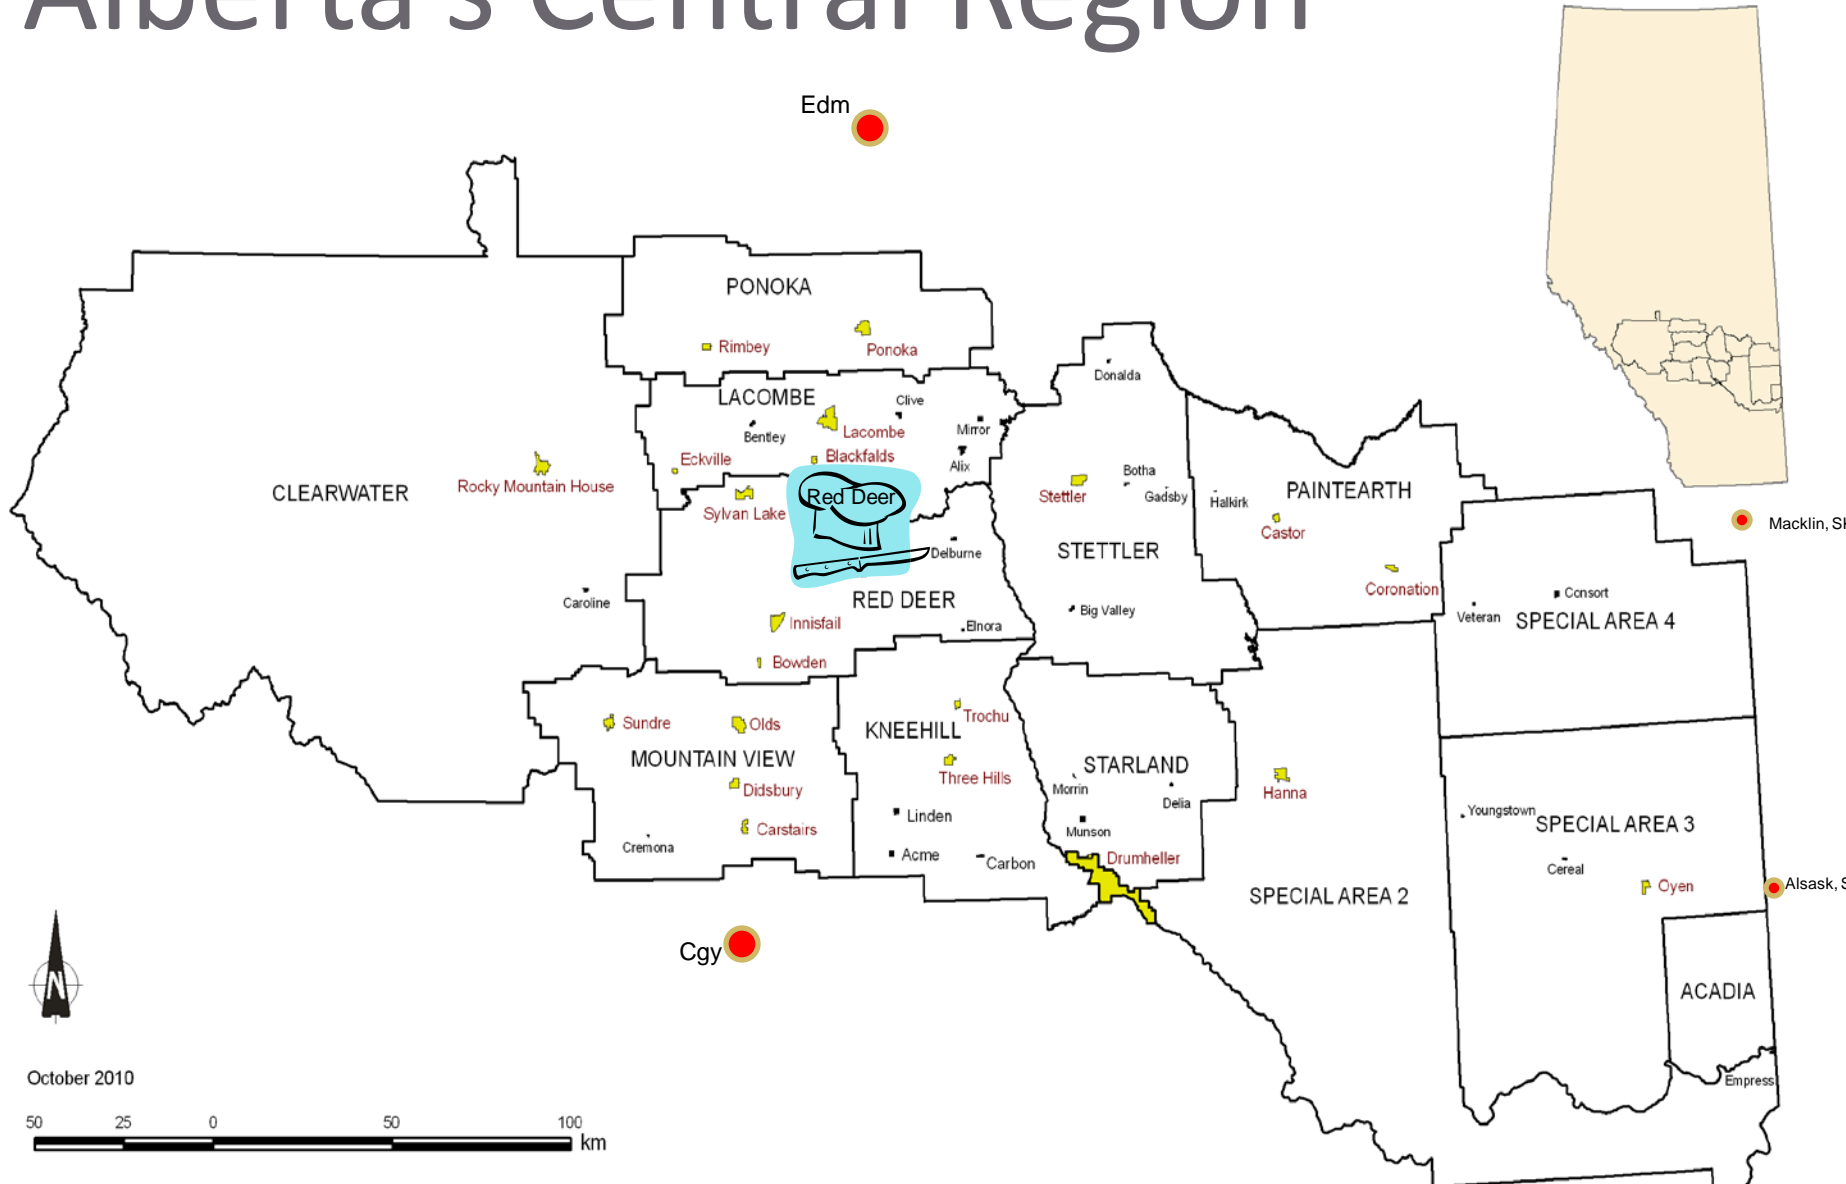 Alberta's Central Region
Edm
PONOKA
Rimbey
Ponoka
Donalda
LACOMBE
Clive
Bentley
Lacombe
Mirror
Eckville
Blackfalds
Alix
CLEARWATER
Rocky Mountain House
Sylvan Lake
Red Deer
Delburne
Caroline
RED DEER
Innisfail
Elnora
Bowden
Stettler
Botha
Gadsby
STETTLER
Big Valley
Halkirk
PAINTEARTH
Castor
Coronation
Macklin,
Consort
Veteran
SPECIAL AREA 4
Sundre
Olds
MOUNTAIN VIEW
Didsbury
Carstairs
Cremona
KNEEHILL
Trochu
Three Hills
Linden
Acme
Carbon
STARLAND
Morrin
Delia
Munson
Drumheller
Hanna
SPECIAL AREA 2
Youngstown
SPECIAL AREA 3
Cereal
Oyen
Alsask,
ACADIA
Empress
Cgy
N
October 2010
50 25 0 50 100
km